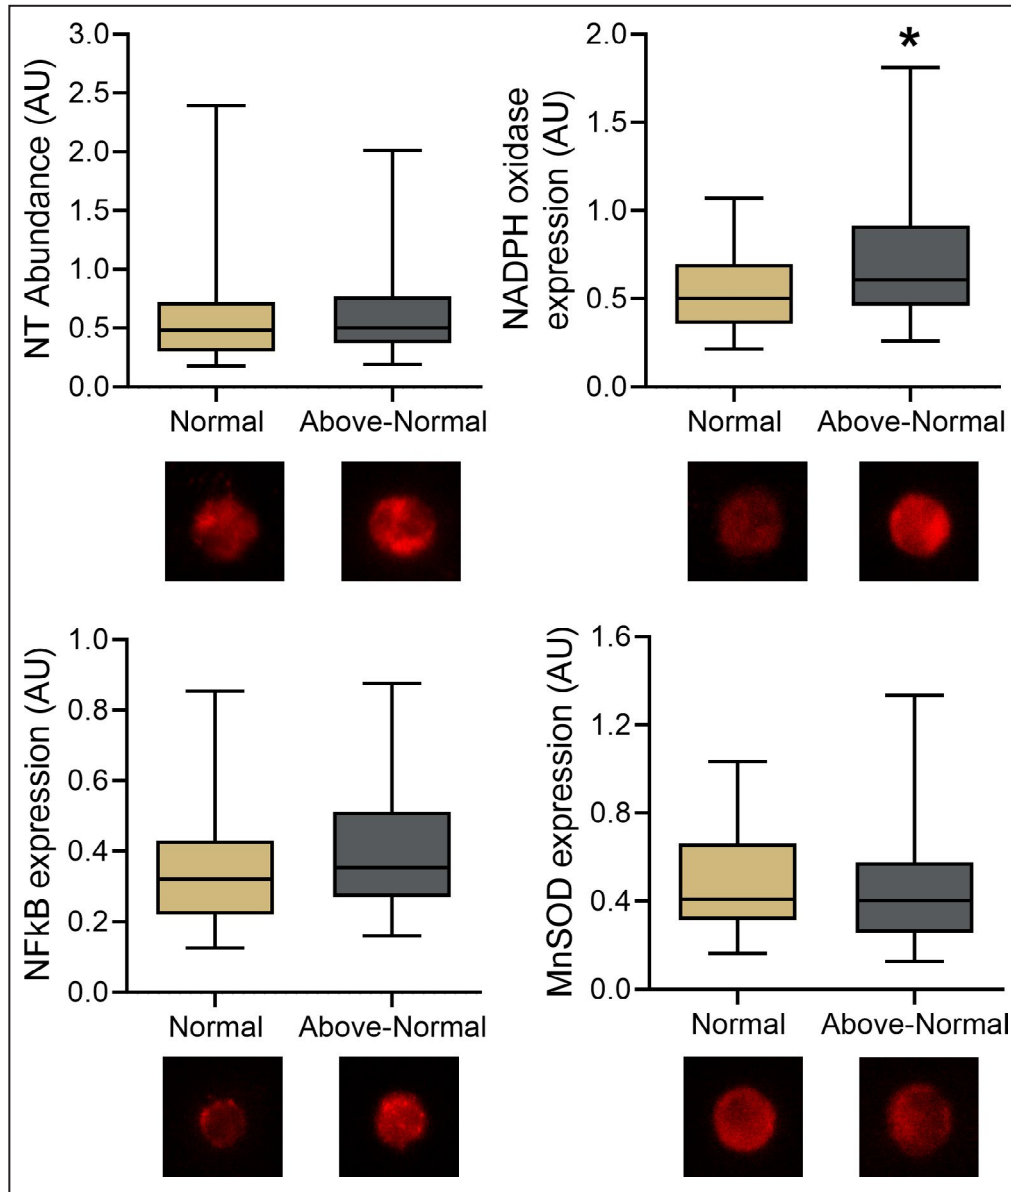 NT Abundance (AU)
3.0
2.5
2.0
1.5
1.0
0.5
0.0
Normal
Above-Normal
NADPH oxidase
expression (AU)
2.0
1.5
1.0
0.5
0.0
*
Normal
Above-Normal
NFkB expression (AU)
1.0
0.8
0.6
0.4
0.2
0.0
Normal
Above-Normal
MnSOD expression (AU)
1.6
1.2
0.8
0.4
0.0
Normal
Above-Normal